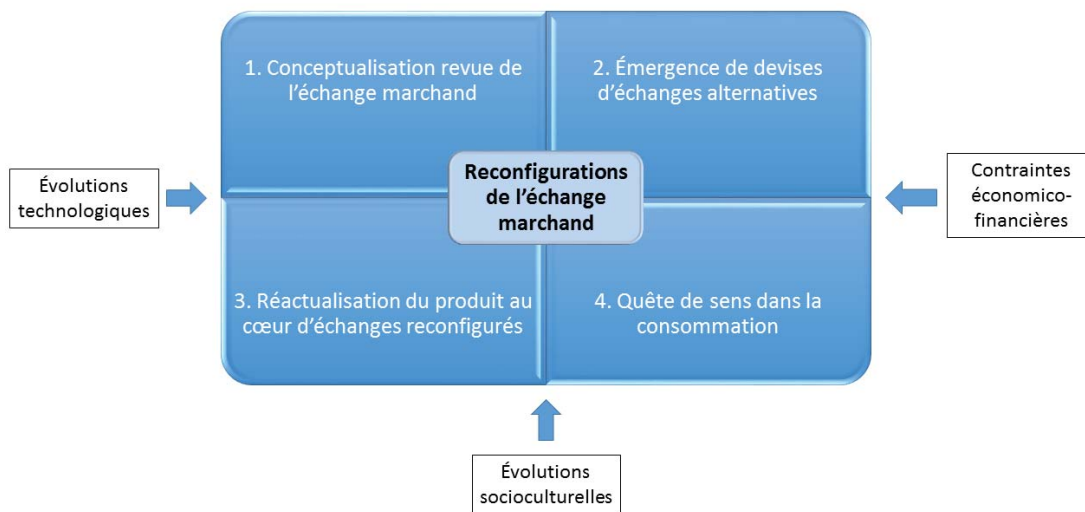 1. Conceptualisation revue de
l'échange marchand
2. Émergence de devises
d'échanges alternatives
Reconfigurations
de l'échange
marchand
Évolutions
technologiques
Contraintes
économico-
financières
3. Réactualisation du produit au
cœur d'échanges reconfigurés
4. Quête de sens dans la
consommation
Évolutions
socioculturelles